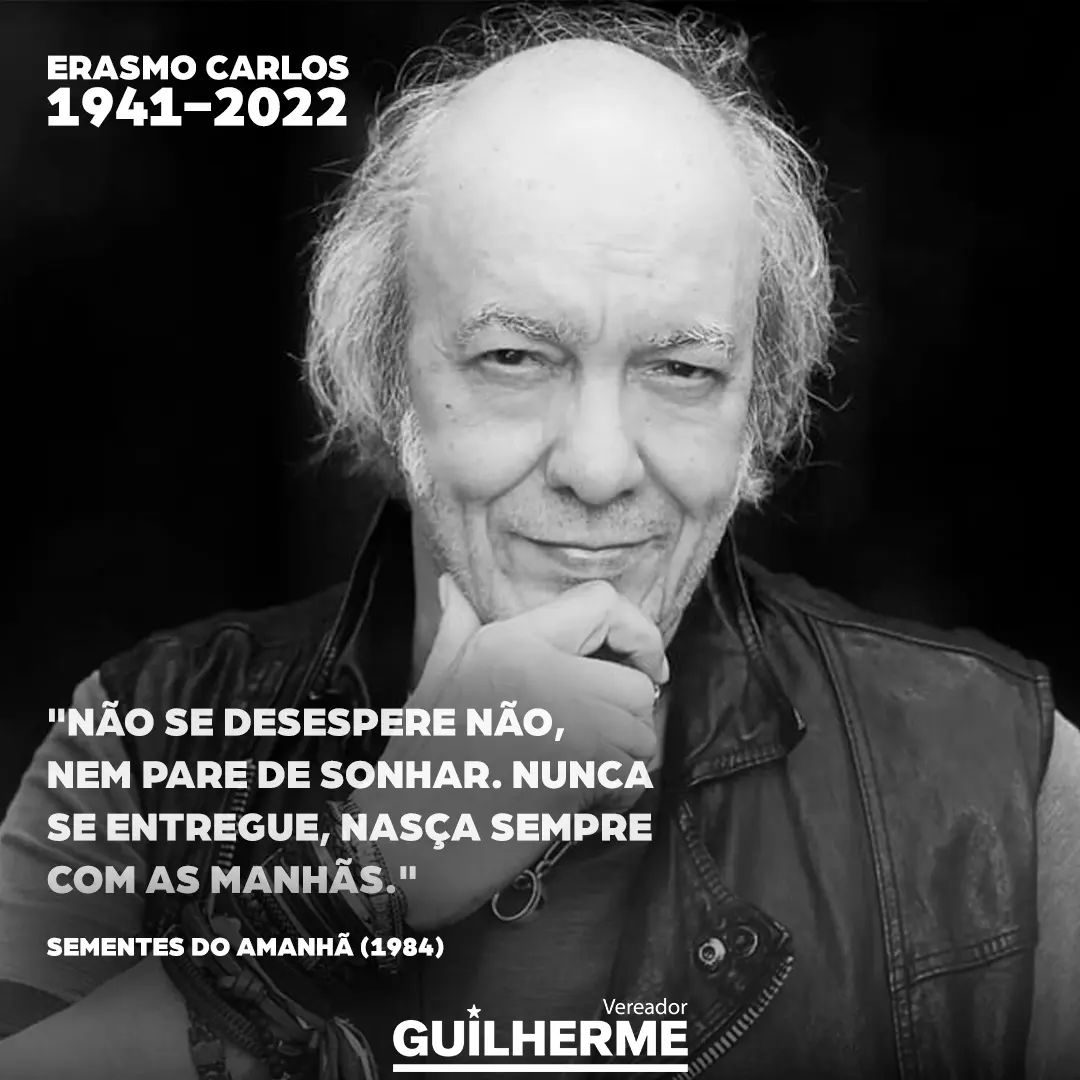 ERASMO CARLOS
1941–2022
"NÃO SE DESESPERE NÃO,
NEM PARE DE SONHAR. NUNCA
SE ENTREGUE, NASÇA SEMPRE
COM AS MANHÃS."
SEMENTES DO AMANHÃ (1984)
Vereador
GUILHERME